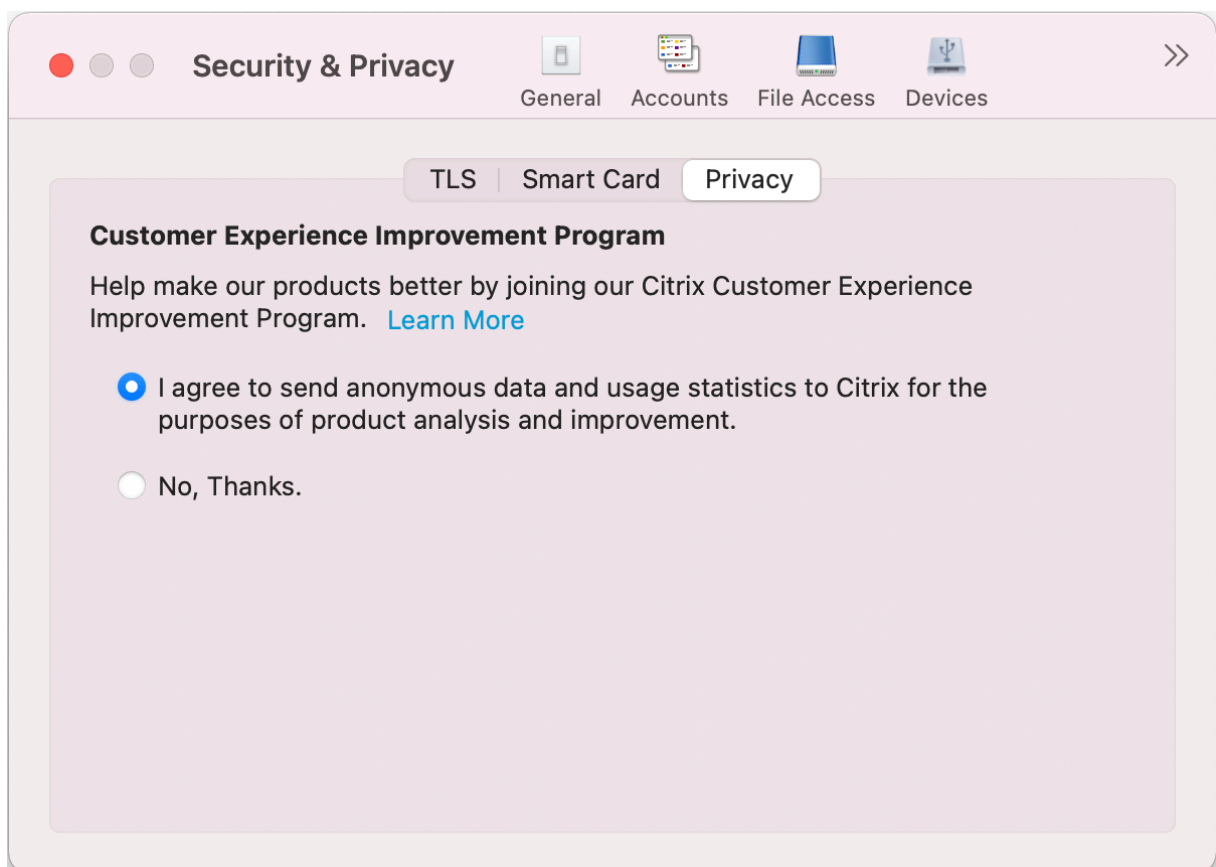 Security & Privacy
General
Accounts
File Access
Devices
TLS
Smart Card
Privacy
Customer Experience Improvement Program
Help make our products better by joining our Citrix Customer Experience
Improvement Program. Learn More
I agree to send anonymous data and usage statistics to Citrix for the
purposes of product analysis and improvement.
No, Thanks.